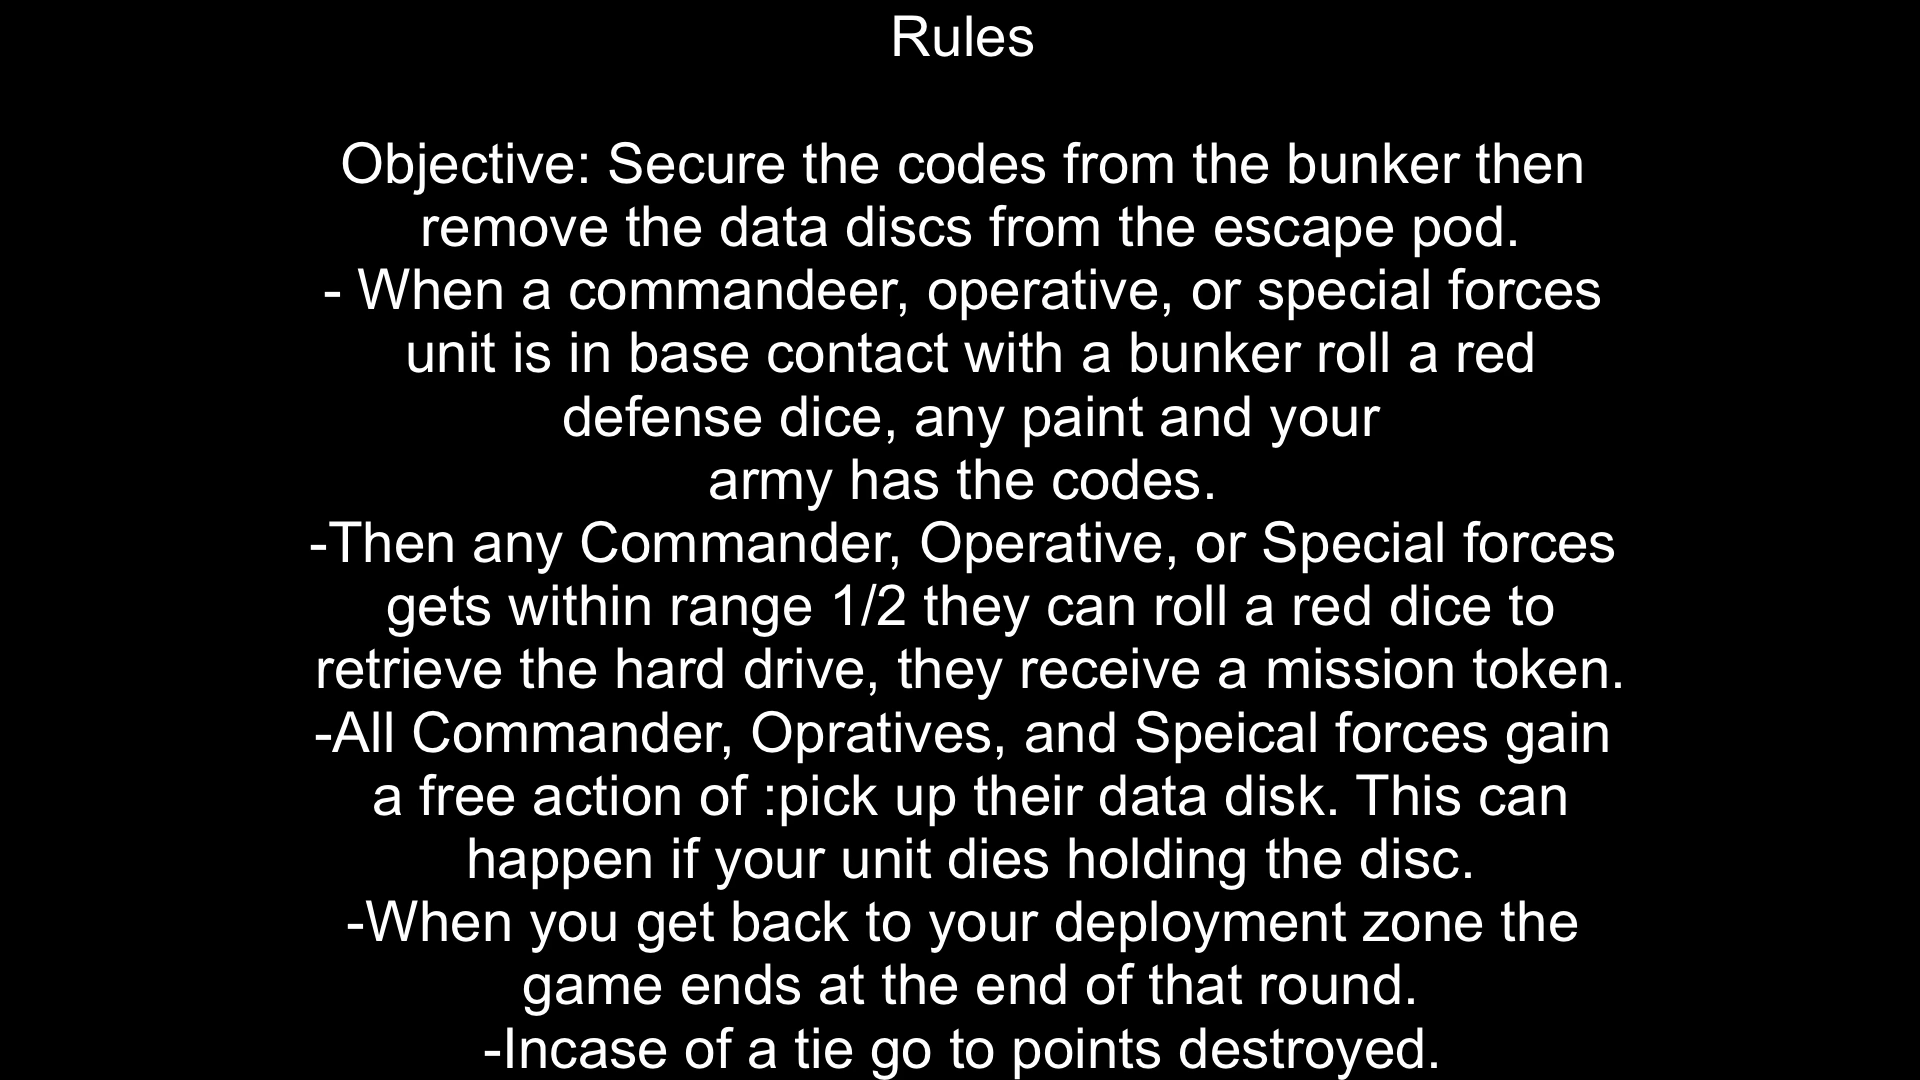 Rules
Objective: Secure the codes from the bunker then
remove the data discs from the escape pod.
- When a commandeer, operative, or special forces
unit is in base contact with a bunker roll a red
defense dice, any paint and your
army has the codes.
-Then any Commander, Operative, or Special forces
gets within range 1/2 they can roll a red dice to
retrieve the hard drive, they receive a mission token.
-All Commander, Opratives, and Speical forces gain
a free action of :pick up their data disk. This can
happen if your unit dies holding the disc.
-When you get back to your deployment zone the
game ends at the end of that round.
-Incase of a tie go to points destroyed.